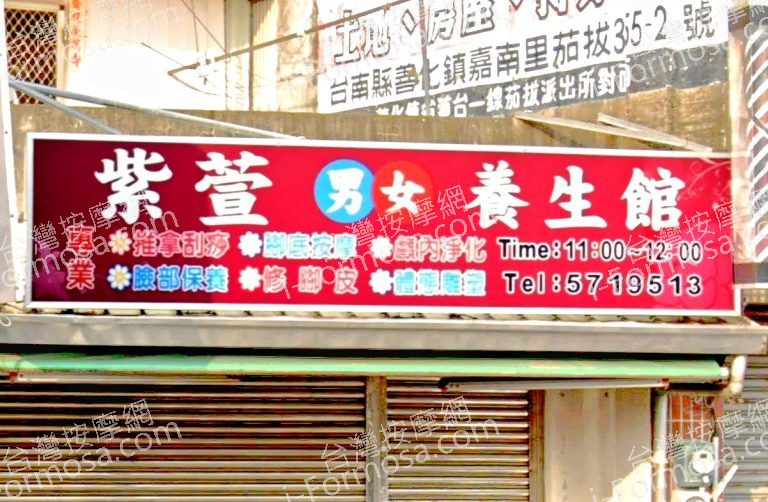 土地、房屋、
台南縣善化鎮嘉南里茄拔35-2號
台一線茄拔派出所對
紫萱 男女 養生館
專業 推拿刮痧 腳底按摩 體內淨化 Time:11:00~12:00
臉部保養 修腳皮 體態雕塑 Tel:5719513
台灣按摩網
i-Formosa.com